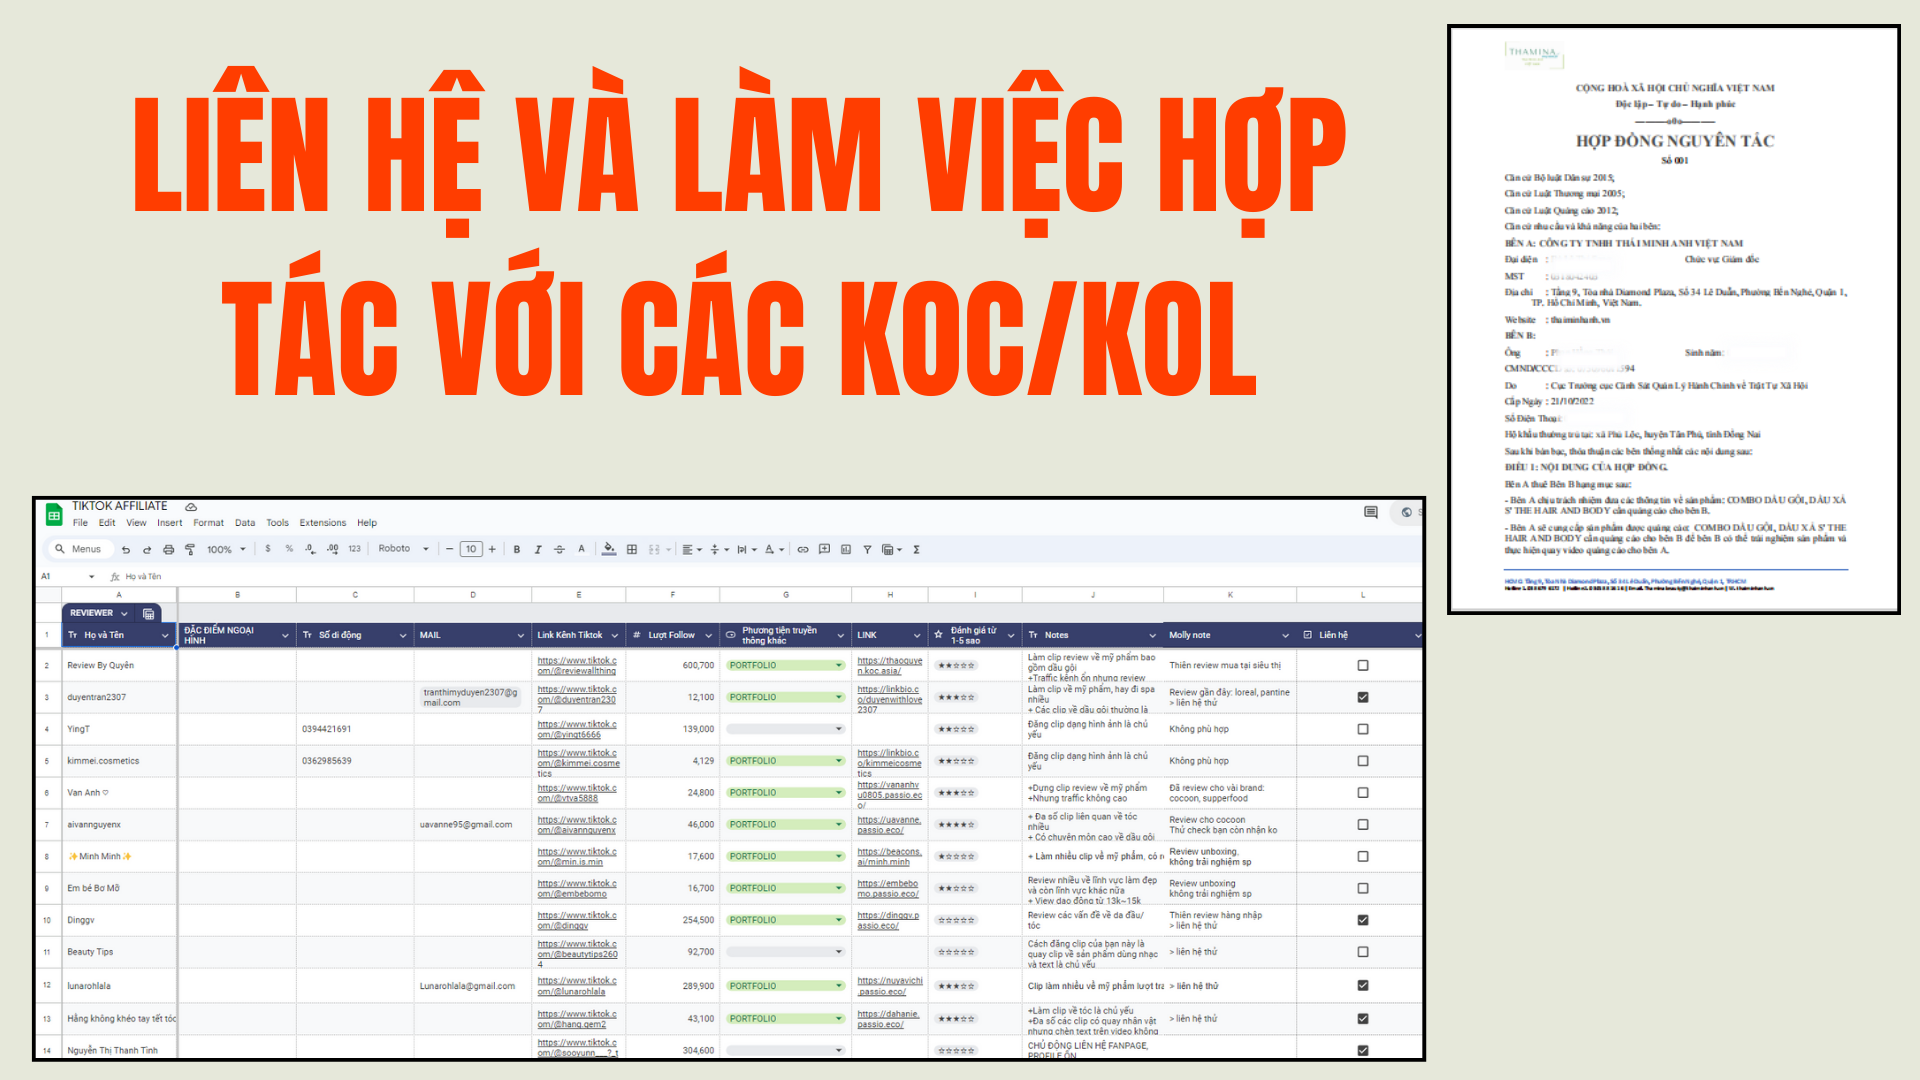 LIÊN HỆ VÀ LÀM VIỆC HỢP
TÁC VỚI CÁC KOC/KOL
THAMINA
CỘNG HOÀ XÃ HỘI CHỦ NGHĨA VIỆT NAM
Độc lập – Tự do – Hạnh phúc
HỢP ĐỒNG NGUYÊN TẮC
Số 001
Căn cứ Bộ luật Dân sự 2015;
Căn cứ Luật Thương mại 2005;
Căn cứ Luật Quảng cáo 2012;
Căn cứ nhu cầu và khả năng của hai bên:
BÊN A: CÔNG TY TNHH THÁI MINH ANH VIỆT NAM
Đại diện : Chức vụ: Giám đốc
MST :
Địa chỉ : Tầng 9, Tòa nhà Diamond Plaza, Số 34 Lê Duẩn, Phường Bến Nghé, Quận 1,
TP. Hồ Chí Minh, Việt Nam.
Website : thaiminhanh.vn
BÊN B:
Ông : Sinh năm:
CMND/CCCD
Do : Cục Trưởng cục Cảnh Sát Quản Lý Hành Chính về Trật Tự Xã Hội
Cấp Ngày : 21/10/2022
Số Điện Thoại:
Hộ khẩu thường trú tại: xã Phú Lộc, huyện Tân Phú, tỉnh Đồng Nai
Sau khi bàn bạc, thỏa thuận các bên thống nhất các nội dung sau:
ĐIỀU 1: NỘI DUNG CỦA HỢP ĐỒNG.
Bên A thuê Bên B hạng mục sau:
- Bên A chịu trách nhiệm đưa các thông tin về sản phẩm: COMBO DẦU GỘI, DẦU XẢ
S' THE HAIR AND BODY cần quảng cáo cho bên B.
- Bên A sẽ cung cấp sản phẩm được quảng cáo: COMBO DẦU GỘI, DẦU XẢ S' THE
HAIR AND BODY cần quảng cáo cho bên B để bên B có thể trải nghiệm sản phẩm và
thực hiện quay video quảng cáo cho bên A.
TIKTOK AFFILIATE
File Edit View Insert Format Data Tools Extensions Help
Menus 100% $ % .0 .00 123 Roboto 10 B I A
A1 fx Họ và Tên
A B C D E F G H I J K L
REVIEWER
1 Họ và Tên ĐẶC ĐIỂM NGOẠI HÌNH Số di động MAIL Link Kênh Tiktok Lượt Follow Phương tiện truyền thông khác LINK Đánh giá từ 1-5 sao Notes Molly note Liên hệ
2 Review By Quyên https://www.tiktok.com/@reviewallthing 600,700 PORTFOLIO https://thaoquyen.koc.asia/ ★★☆☆☆ Làm clip review về mỹ phẩm bao gồm dầu gội +Traffic kênh ổn nhưng review Thiên review mua tại siêu thị
3 duyentran2307 tranthimyduyen2307@gmail.com https://www.tiktok.com/@duyentran2307 12,100 PORTFOLIO https://linkbio.co/duyenwithlove2307 ★★★☆☆ Làm clip về mỹ phẩm, hay đi spa nhiều + Các clip về dầu gội thường là Review gần đây: loreal, pantine > liên hệ thử
4 YingT 0394421691 https://www.tiktok.com/@yingt6666 139,000 ★★☆☆☆ Đăng clip dạng hình ảnh là chủ yếu Không phù hợp
5 kimmei.cosmetics 0362985639 https://www.tiktok.com/@kimmei.cosmetics 4,129 PORTFOLIO https://linkbio.co/kimmeicosmetics ★★☆☆☆ Đăng clip dạng hình ảnh là chủ yếu Không phù hợp
6 Van Anh ♡ https://www.tiktok.com/@vtva5888 24,800 PORTFOLIO https://vananhvu0805.passio.eco/ ★★★☆☆ +Dựng clip review về mỹ phẩm +Nhưng traffic không cao Đã review cho vài brand: cocoon, supperfood
7 aivannguyenx uavanne95@gmail.com https://www.tiktok.com/@aivannguyenx 46,000 PORTFOLIO https://uavanne.passio.eco/ ★★★★☆ + Đa số clip liên quan về tóc nhiều + Có chuyên môn cao về dầu gội Review cho cocoon Thử check bạn còn nhận ko
8 ✨Minh Minh✨ https://www.tiktok.com/@min.is.min 17,600 PORTFOLIO https://beacons.ai/minh.minh ★☆☆☆☆ + Làm nhiều clip về mỹ phẩm, có r Review unboxing, không trải nghiệm sp
9 Em bé Bơ Mỡ https://www.tiktok.com/@embebomo 16,700 PORTFOLIO https://embebomo.passio.eco/ ★★☆☆☆ Review nhiều về lĩnh vực làm đẹp và còn lĩnh vực khác nữa + View dao động từ 13k~15k Review unboxing không trải nghiệm sp
10 Dinggv https://www.tiktok.com/@dinggv 254,500 PORTFOLIO https://dinggv.passio.eco/ ☆☆☆☆☆ Review các vấn đề về da đầu/tóc Thiên review hàng nhập > liên hệ thử
11 Beauty Tips https://www.tiktok.com/@beautytips2604 92,700 ☆☆☆☆☆ Cách đăng clip của bạn này là quay clip về sản phẩm dùng nhạc và text là chủ yếu > liên hệ thử
12 lunarohlala Lunarohlala@gmail.com https://www.tiktok.com/@lunarohlala 289,900 PORTFOLIO https://nuyavichi.passio.eco/ ★★★☆☆ Clip làm nhiều về mỹ phẩm lượt tra > liên hệ thử
13 Hằng không khéo tay tết tóc https://www.tiktok.com/@hang.gem2 43,100 PORTFOLIO https://dahanie.passio.eco/ ★★★☆☆ +Làm clip về tóc là chủ yếu +Đa số các clip có quay nhân vật nhưng chèn text trên video không > liên hệ thử
14 Nguyễn Thị Thanh Tình https://www.tiktok.com/@sooyunn___?_t 304,600 ☆☆☆☆☆ CHỦ ĐỘNG LIÊN HỆ FANPAGE, PROFILE ỔN